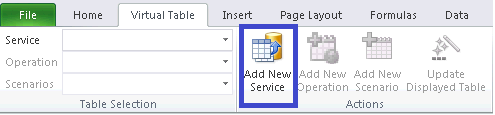 File Home Virtual Table Insert Page Layout Formulas Data
Service
Operation
Scenarios
Table Selection
Add New Service
Add New Operation
Add New Scenario
Update Displayed Table
Actions